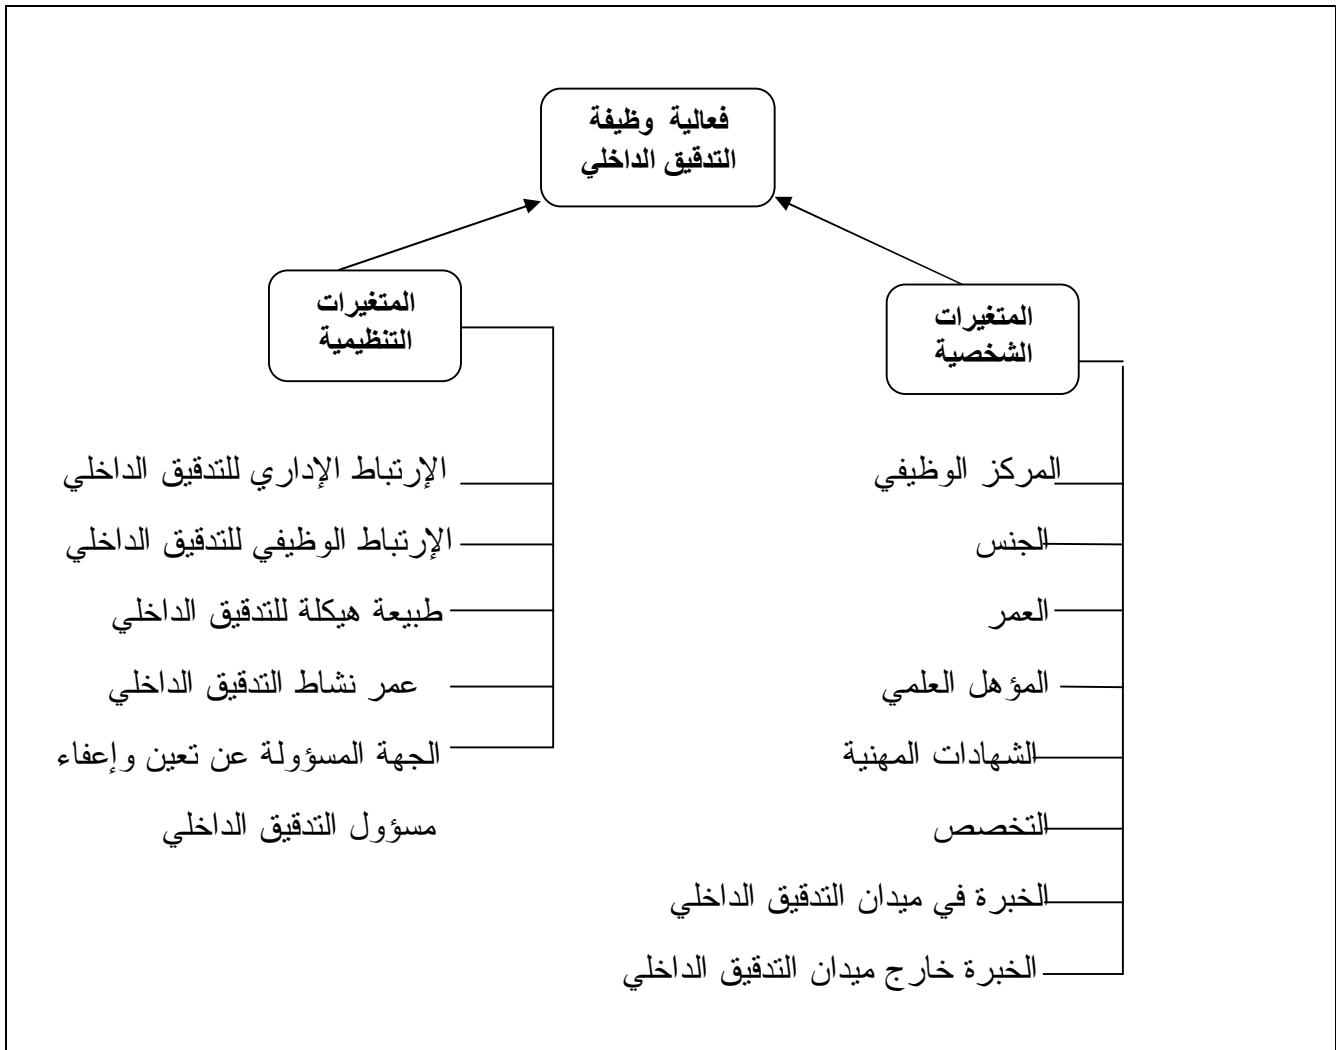 فعالية وظيفة
التدقيق الداخلي
المتغيرات
الشخصية
المركز الوظيفي
الجنس
العمر
المؤهل العلمي
الشهادات المهنية
التخصص
الخبرة في ميدان التدقيق الداخلي
الخبرة خارج ميدان التدقيق الداخلي
المتغيرات
التنظيمية
الإرتباط الإداري للتدقيق الداخلي
الإرتباط الوظيفي للتدقيق الداخلي
طبيعة هيكلة للتدقيق الداخلي
عمر نشاط التدقيق الداخلي
الجهة المسؤولة عن تعين وإعفاء
مسؤول التدقيق الداخلي